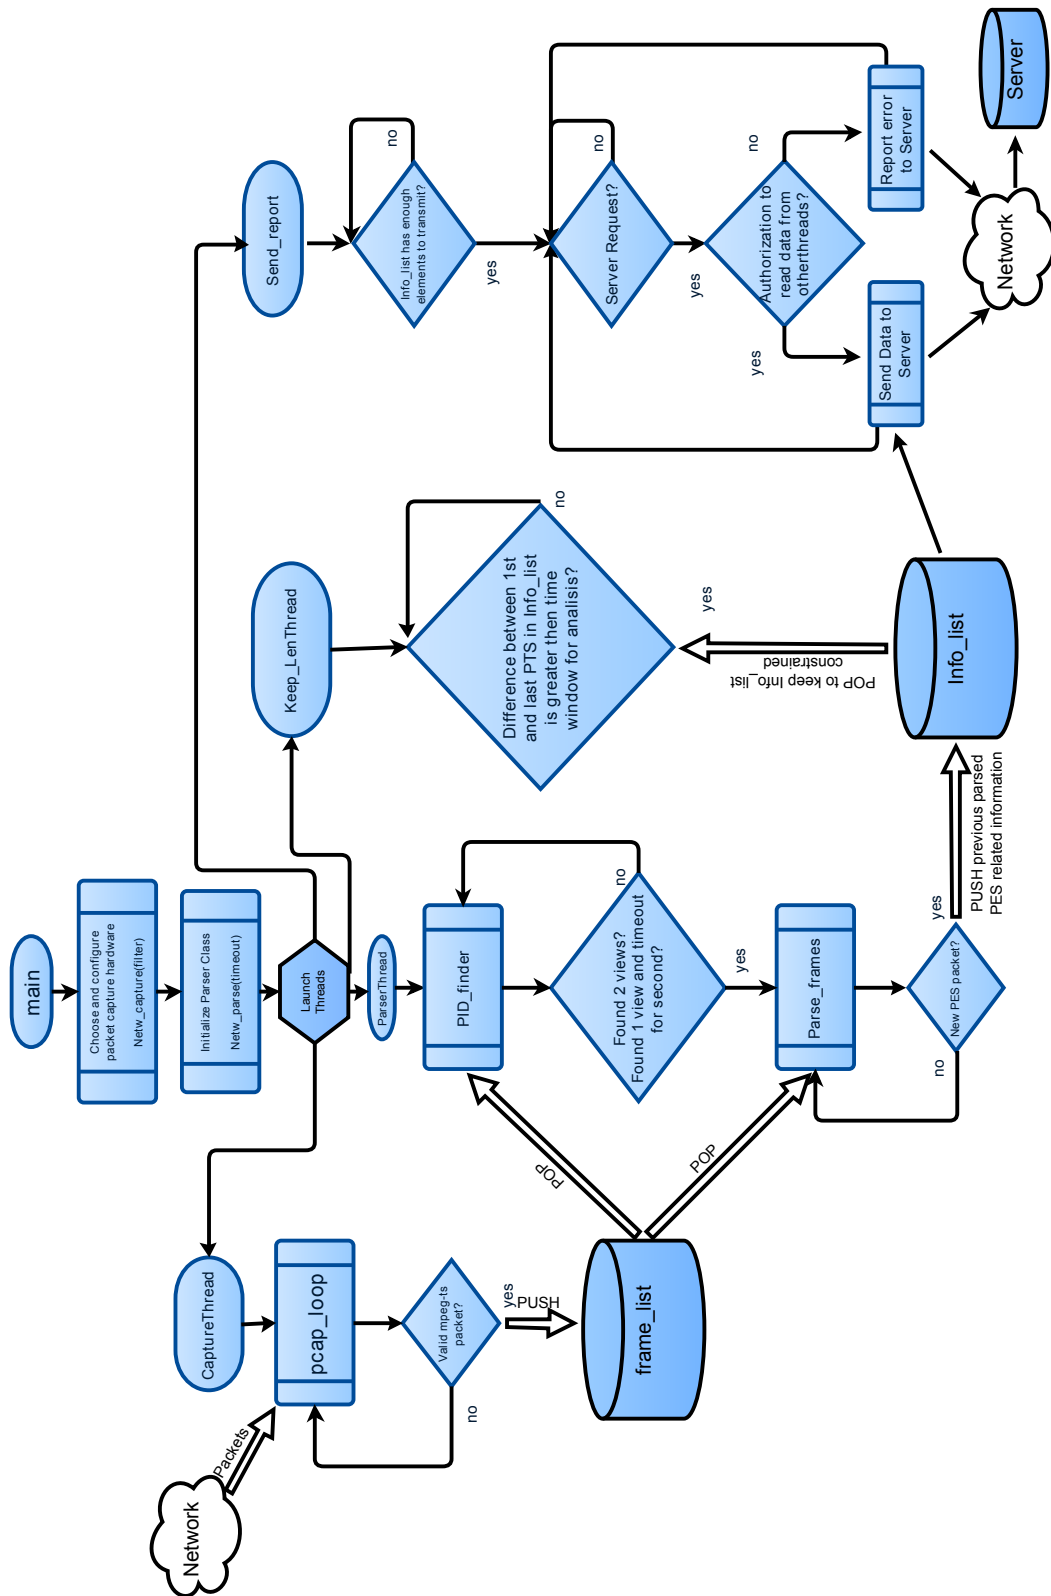 main
Choose and configure
packet capture hardware
Netw_capture(filter)
Initialize Parser Class
Netw_parse(timeout)
Launch
Threads
Network
Packets
CaptureThread
pcap_loop
Valid mpeg-ts
packet?
no
yes
PUSH
frame_list
POP
POP
ParserThread
PID_finder
Found 2 views?
Found 1 view and timeout
for second?
no
yes
Parse_frames
New PES packet?
no
yes
PUSH previous parsed
PES related information
Info_list
POP to keep Info_list
constrained
Keep_LenThread
Difference between 1st
and last PTS in Info_list
is greater then time
window for analisis?
no
yes
Send_report
Info_list has enough
elements to transmit?
no
yes
Server Request?
no
yes
Authorization to
read data from
otherthreads?
yes
no
Send Data to
Server
Report error
to Server
Network
Server